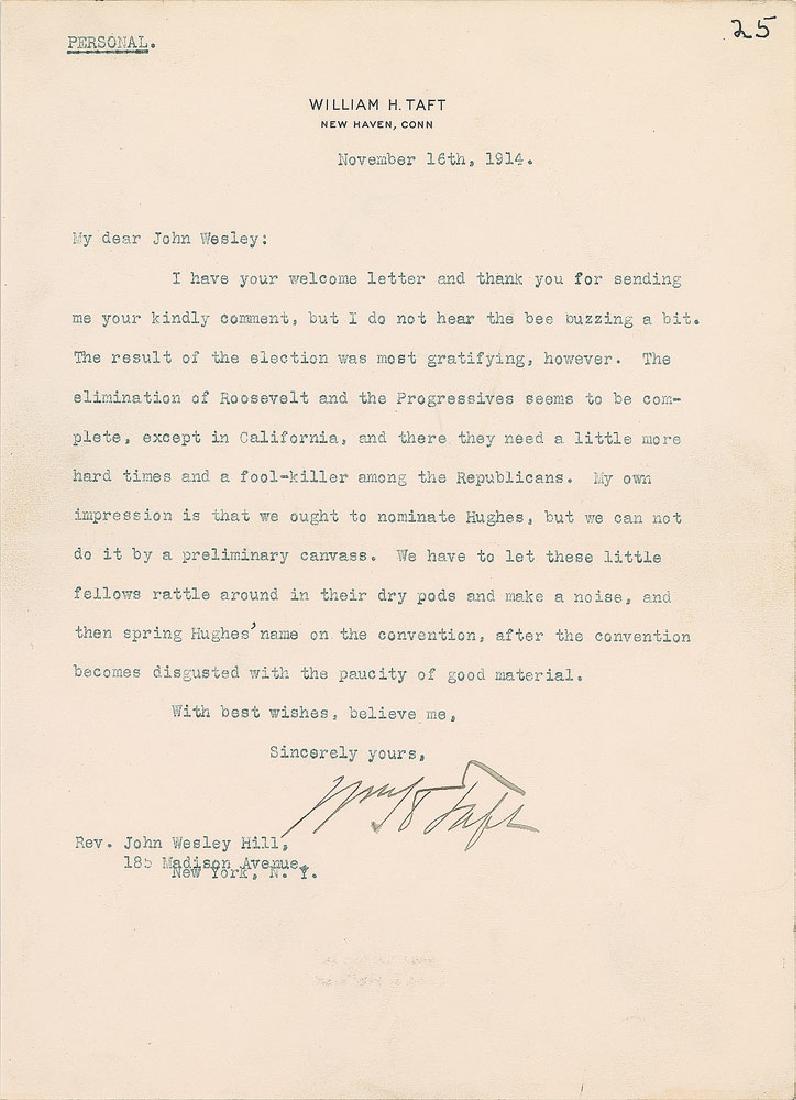 25
PERSONAL.
WILLIAM H. TAFT
NEW HAVEN, CONN
November 16th, 1914.
My dear John Wesley:
I have your welcome letter and thank you for sending
me your kindly comment, but I do not hear the bee buzzing a bit.
The result of the election was most gratifying, however. The
elimination of Roosevelt and the Progressives seems to be com-
plete, except in California, and there they need a little more
hard times and a fool-killer among the Republicans. My own
impression is that we ought to nominate Hughes, but we can not
do it by a preliminary canvass. We have to let these little
fellows rattle around in their dry pods and make a noise, and
then spring Hughes' name on the convention, after the convention
becomes disgusted with the paucity of good material.
With best wishes, believe me,
Sincerely yours,
Wm H Taft
Rev. John Wesley Hill,
185 Madison Avenue,
New York, N. Y.